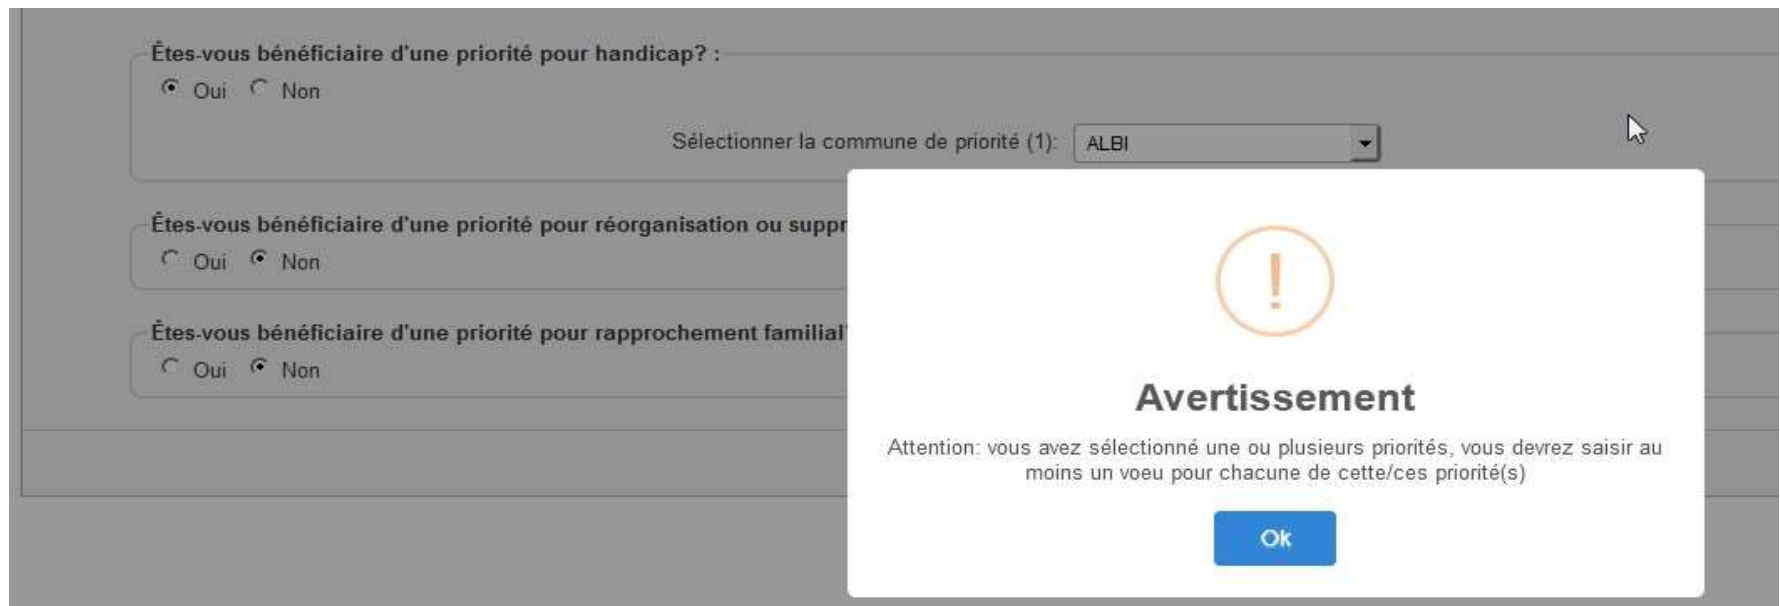 Êtes-vous bénéficiaire d'une priorité pour handicap? :
Oui Non
Sélectionner la commune de priorité (1): ALBI
Êtes-vous bénéficiaire d'une priorité pour réorganisation ou
Oui Non
Êtes-vous bénéficiaire d'une priorité pour rapprochement familial
Oui Non
!
Avertissement
Attention: vous avez sélectionné une ou plusieurs priorités, vous devrez saisir au
moins un voeu pour chacune de cette/ces priorité(s)
Ok